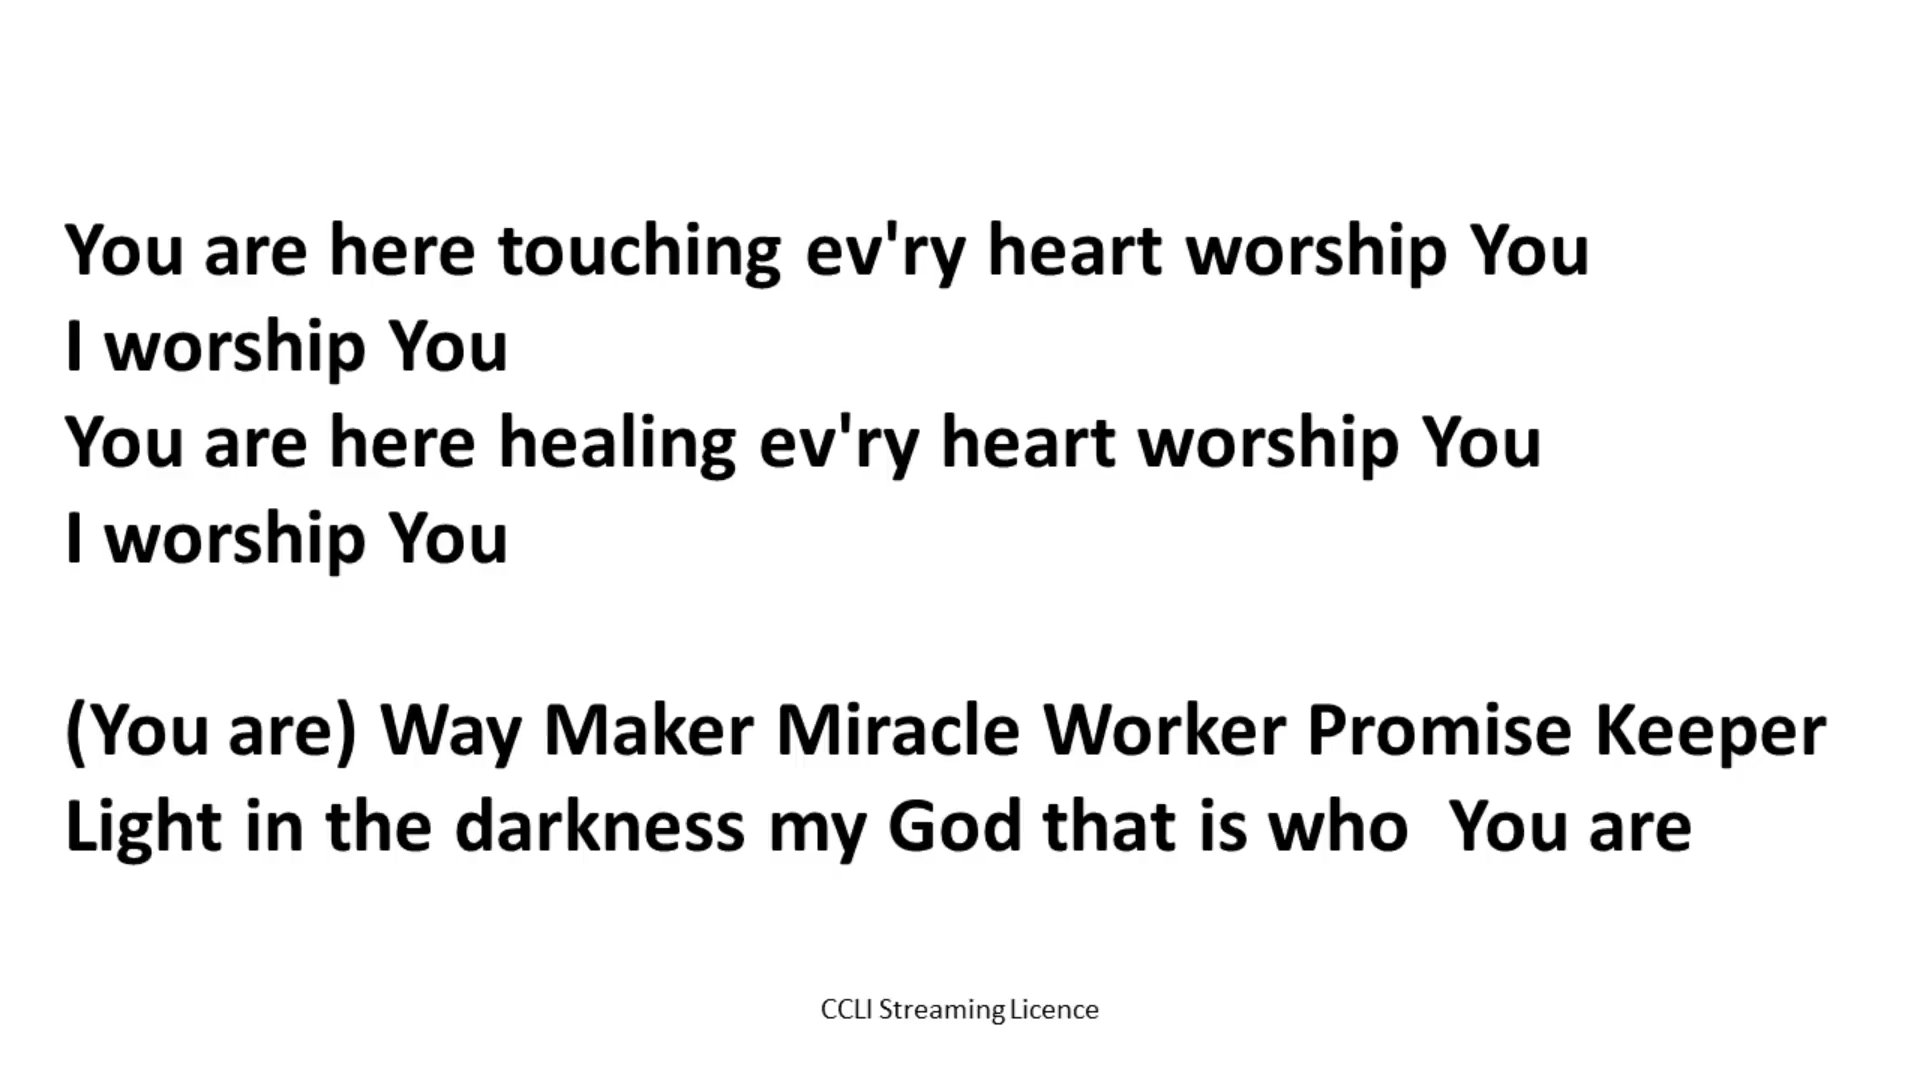 You are here touching ev'ry heart worship You
I worship You
You are here healing ev'ry heart worship You
I worship You
(You are) Way Maker Miracle Worker Promise Keeper
Light in the darkness my God that is who  You are
CCLI Streaming Licence